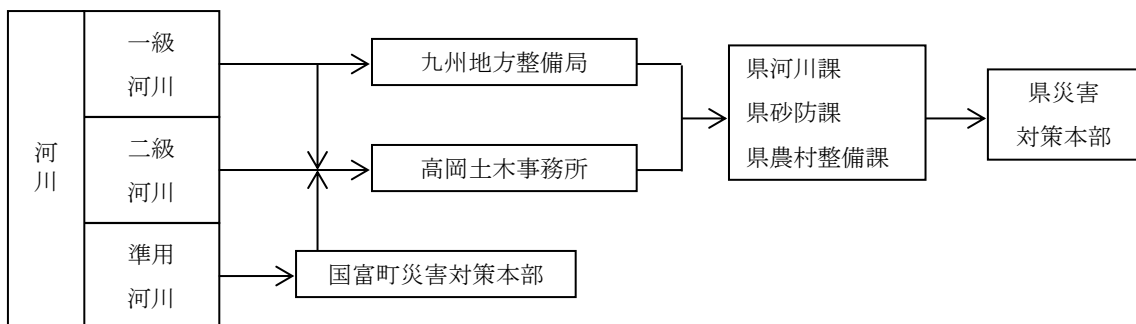 河川
一級
河川
二級
河川
準用
河川
九州地方整備局
高岡土木事務所
国富町災害対策本部
県河川課
県砂防課
県農村整備課
県災害
対策本部